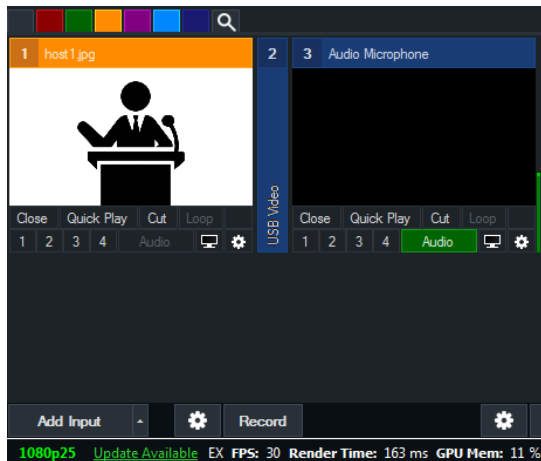 1 host1.jpg
2
USB Video
3 Audio Microphone
Close Quick Play Cut Loop
1 2 3 4 Audio
Close Quick Play Cut Loop
1 2 3 4 Audio
Add Input
Record
1080p25 Update Available EX FPS: 30 Render Time: 163 ms GPU Mem: 11 %